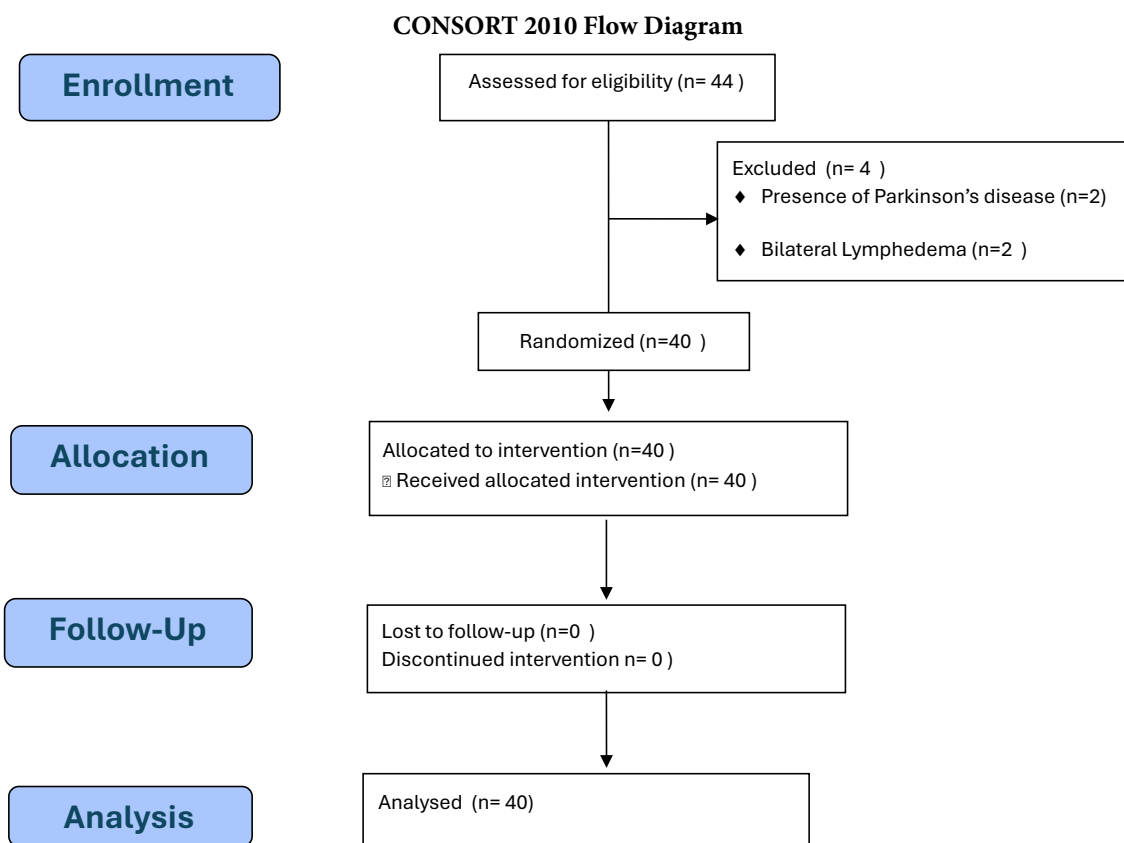 CONSORT 2010 Flow Diagram
Enrollment
Assessed for eligibility (n= 44 )
Excluded (n= 4 )
♦ Presence of Parkinson’s disease (n=2)
♦ Bilateral Lymphedema (n=2 )
Randomized (n=40 )
Allocation
Allocated to intervention (n=40 )
⍰ Received allocated intervention (n= 40 )
Follow-Up
Lost to follow-up (n=0 )
Discontinued intervention n= 0 )
Analysis
Analysed (n= 40)